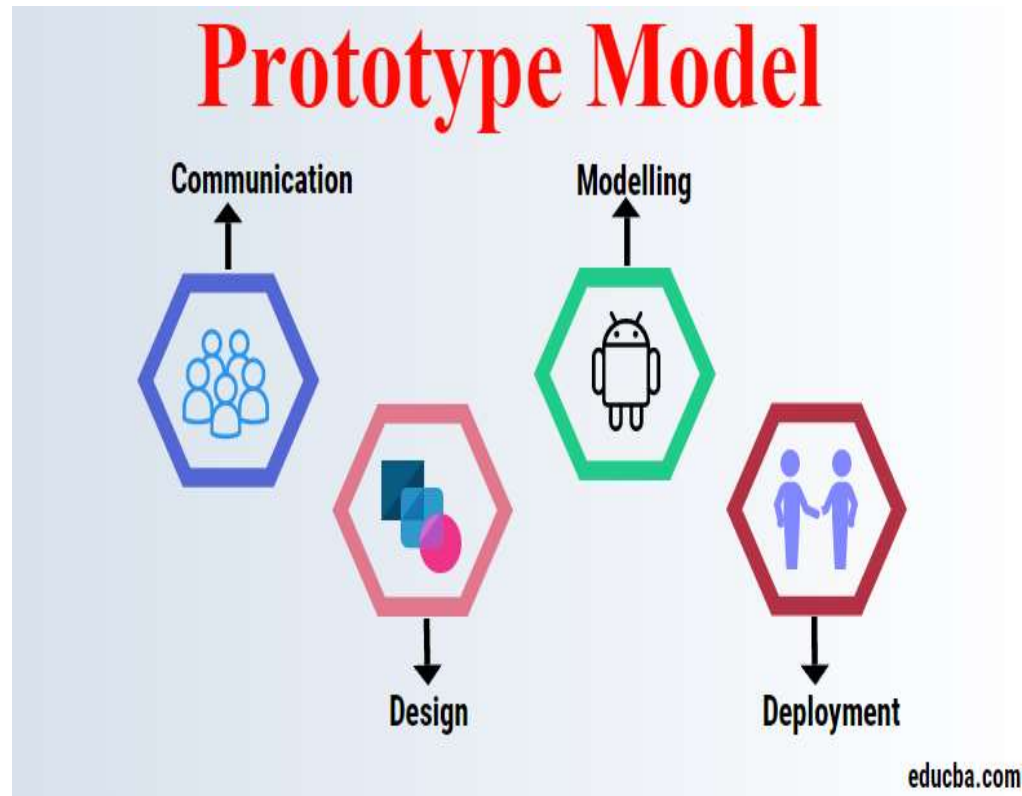 Prototype Model
Communication
Modelling
Design
Deployment
educba.com